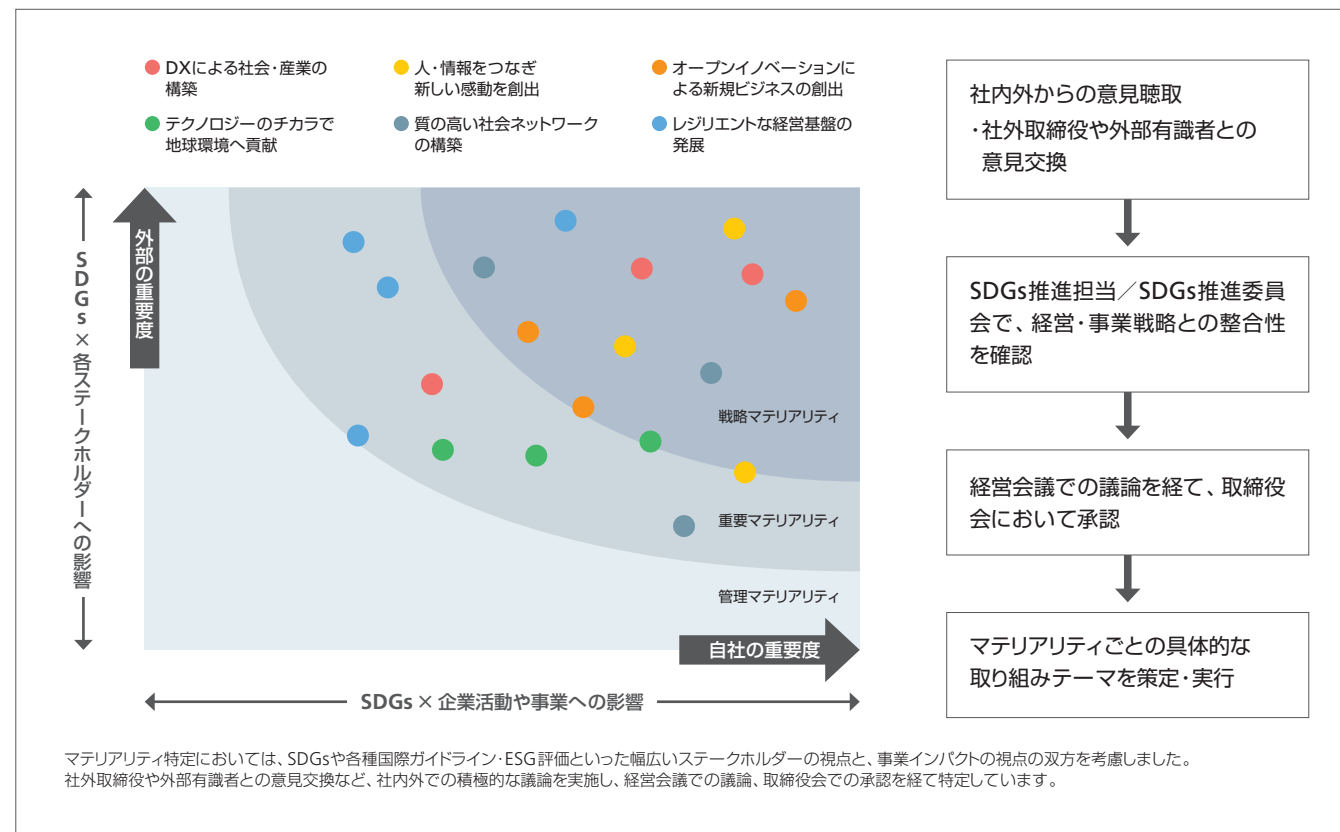 DXによる社会・産業の
構築
人・情報をつなぎ
新しい感動を創出
オープンイノベーションに
よる新規ビジネスの創出
テクノロジーのチカラで
地球環境へ貢献
質の高い社会ネットワーク
の構築
レジリエントな経営基盤の
発展
SDGs×各ステークホルダーへの影響
外部の重要度
戦略マテリアリティ
重要マテリアリティ
管理マテリアリティ
自社の重要度
SDGs×企業活動や事業への影響
社内外からの意見聴取
・社外取締役や外部有識者との
意見交換
SDGs推進担当／SDGs推進委員
会で、経営・事業戦略との整合性
を確認
経営会議での議論を経て、取締役
会において承認
マテリアリティごとの具体的な
取り組みテーマを策定・実行
マテリアリティ特定においては、SDGsや各種国際ガイドライン・ESG評価といった幅広いステークホルダーの視点と、事業インパクトの視点の双方を考慮しました。
社外取締役や外部有識者との意見交換など、社内外での積極的な議論を実施し、経営会議での議論、取締役会での承認を経て特定しています。